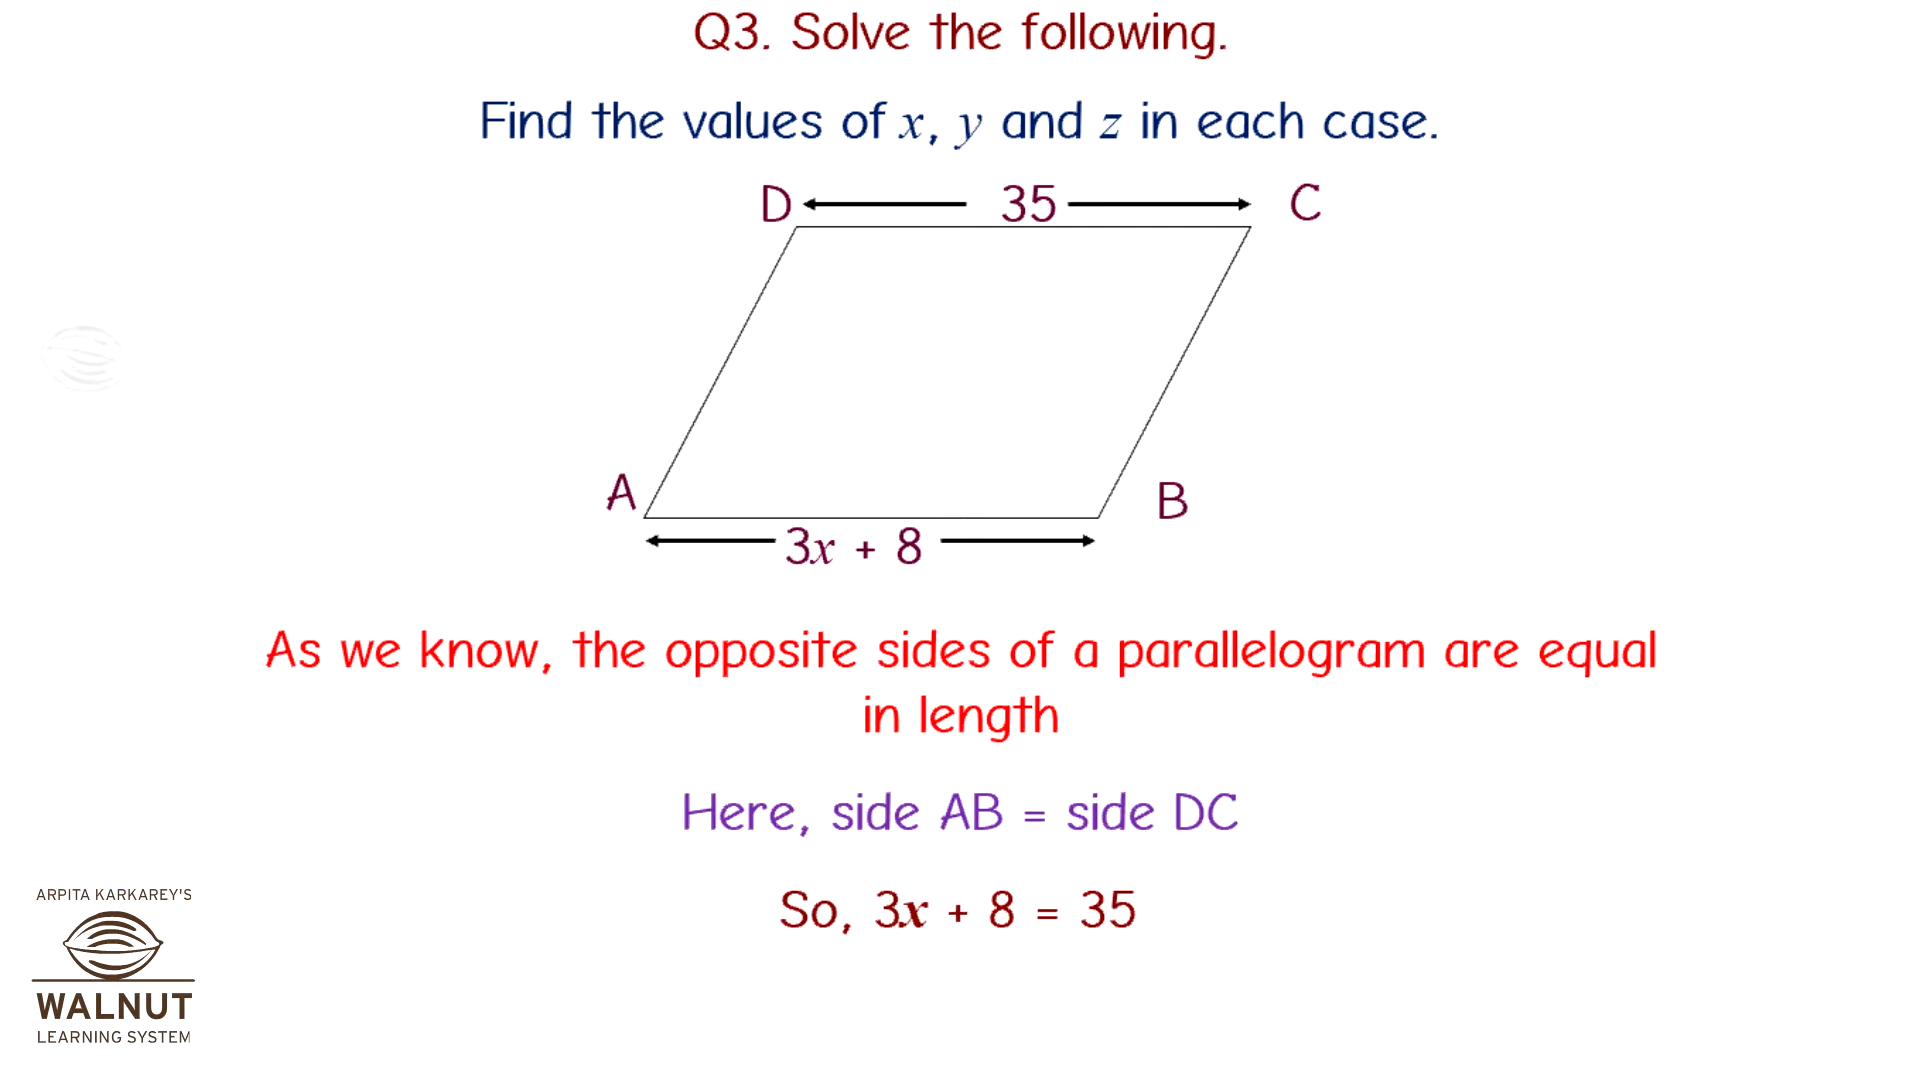 Q3. Solve the following.
Find the values of x, y and z in each case.
D 35 C
A B
3x + 8
As we know, the opposite sides of a parallelogram are equal
in length
Here, side AB = side DC
So, 3x + 8 = 35
ARPITA KARKAREY'S
WALNUT
LEARNING SYSTEM